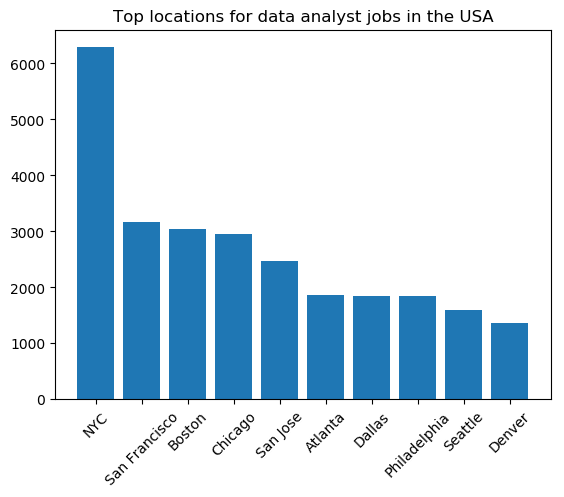 Top locations for data analyst jobs in the USA
6000
5000
4000
3000
2000
1000
0
NYC
San Francisco
Boston
Chicago
San Jose
Atlanta
Dallas
Philadelphia
Seattle
Denver